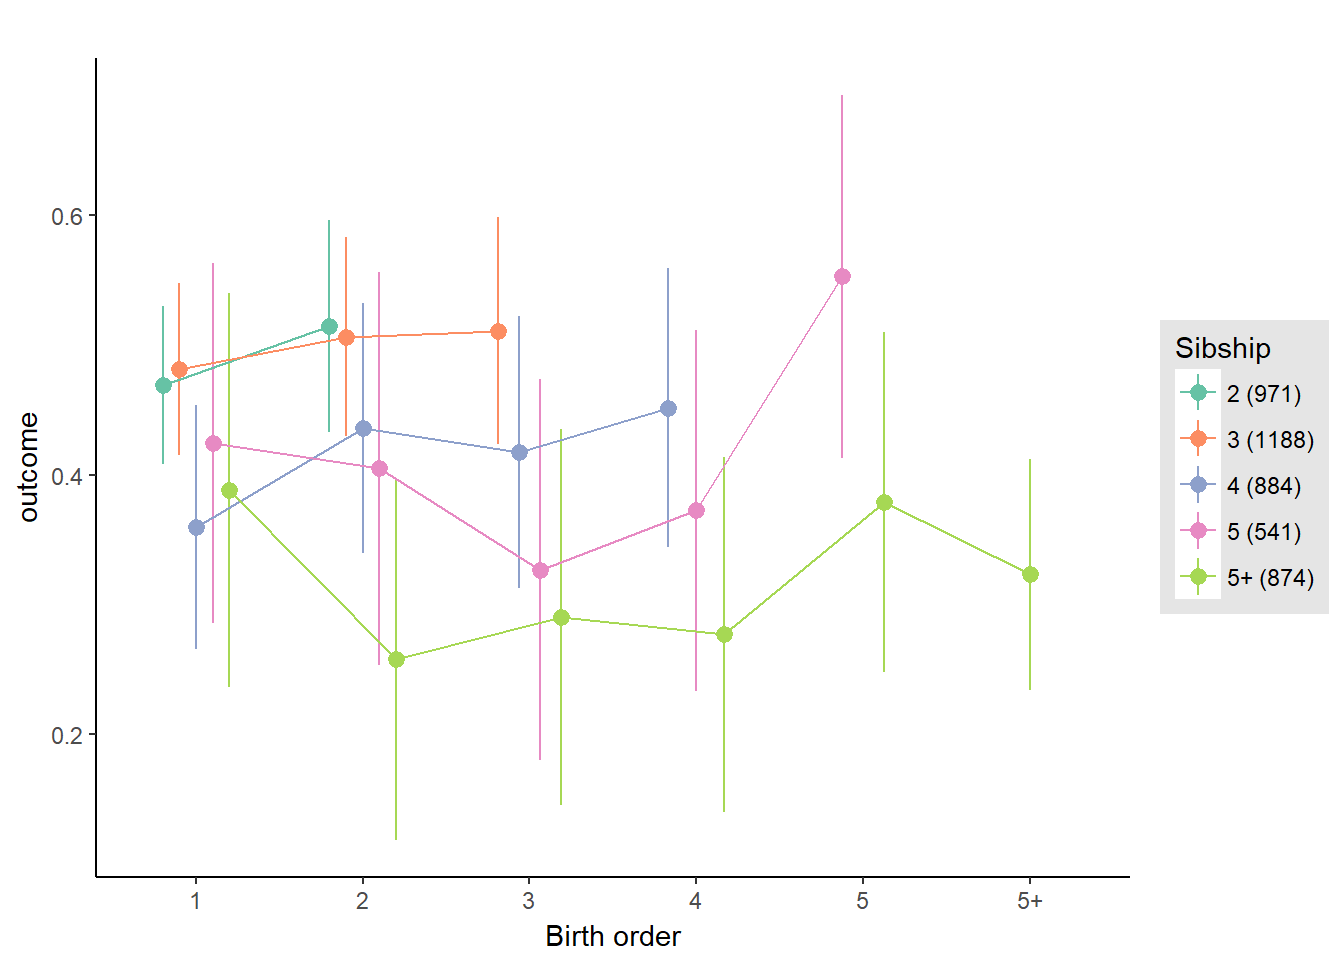 0.6
0.4
0.2
outcome
1 2 3 4 5 5+
Birth order
Sibship
2 (971)
3 (1188)
4 (884)
5 (541)
5+ (874)